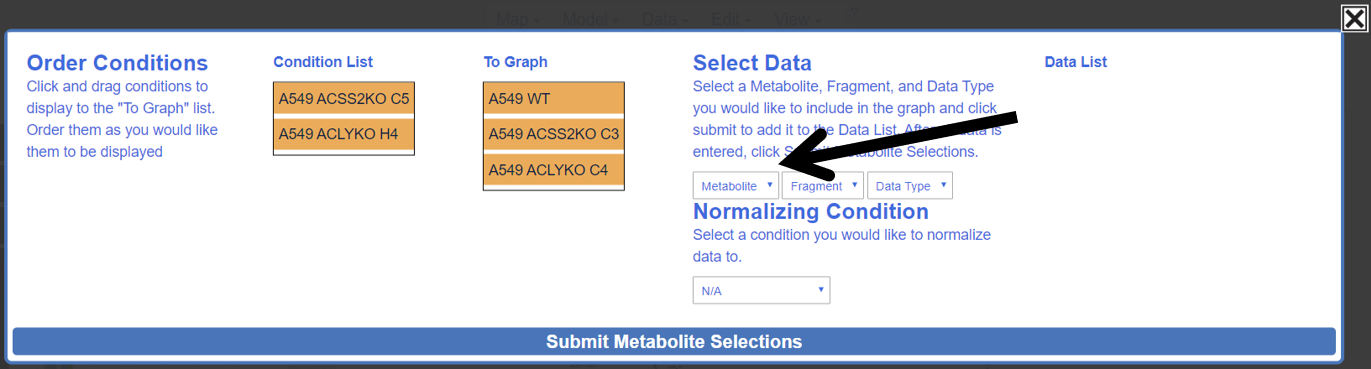 Map Model Data Edit View ?
Order Conditions
Click and drag conditions to
display to the "To Graph" list.
Order them as you would like
them to be displayed
Condition List
A549 ACSS2KO C5
A549 ACLYKO H4
To Graph
A549 WT
A549 ACSS2KO C3
A549 ACLYKO C4
Select Data
Select a Metabolite, Fragment, and Data Type
you would like to include in the graph and click
submit to add it to the Data List. After data is
entered, click Metabolite Selections.
Metabolite Fragment Data Type
Normalizing Condition
Select a condition you would like to normalize
data to.
N/A
Data List
Submit Metabolite Selections